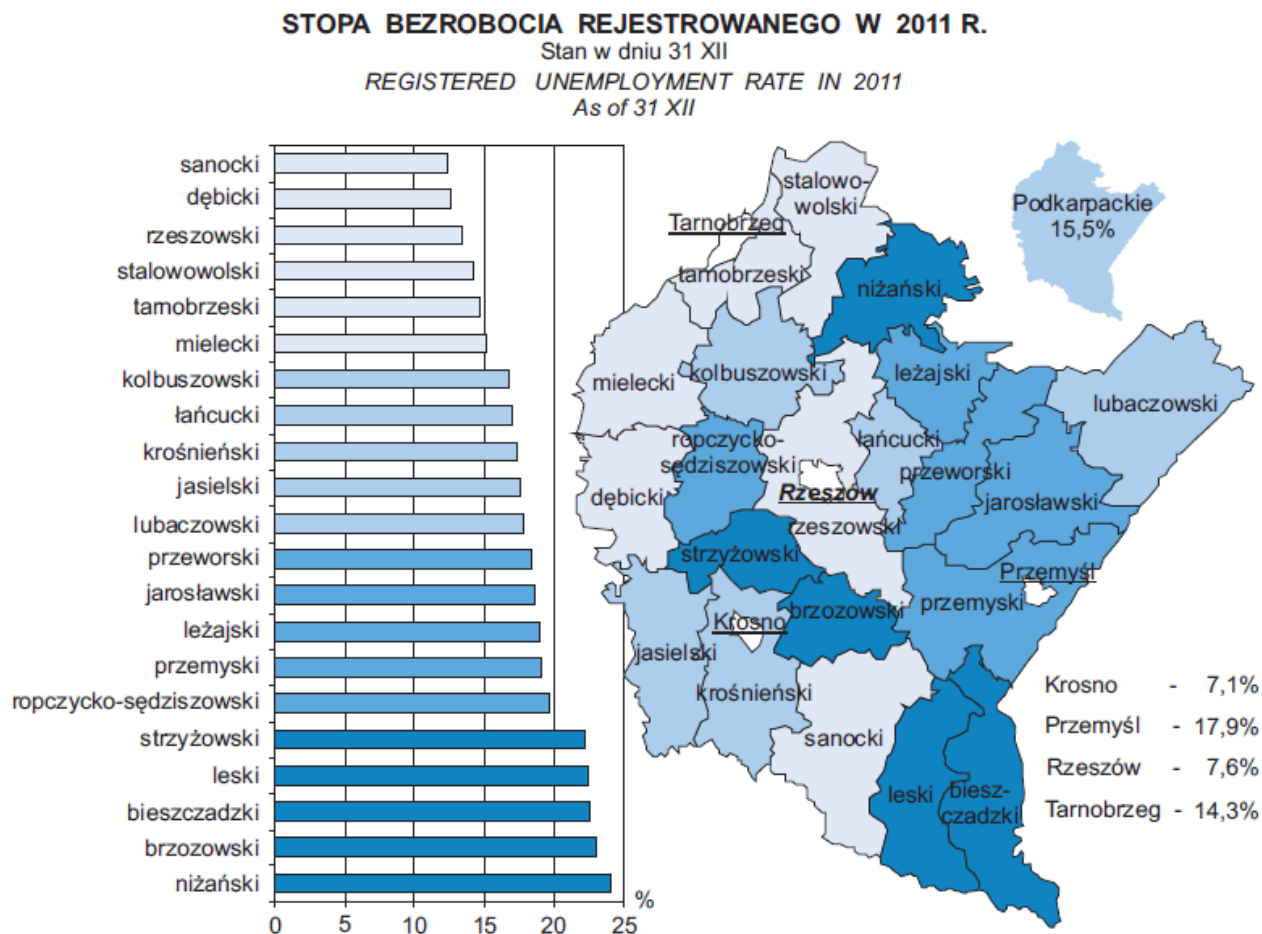 STOPA BEZROBOCIA REJESTROWANEGO W 2011 R.
Stan w dniu 31 XII
REGISTERED UNEMPLOYMENT RATE IN 2011
As of 31 XII
sanocki
dębicki
rzeszowski
stalowowolski
tarnobrzeski
mielecki
kolbuszowski
łańcucki
krośnieński
jasielski
lubaczowski
przeworski
jarosławski
leżajski
przemyski
ropczycko-sędziszowski
strzyżowski
leski
bieszczadzki
brzozowski
niżański
0 5 10 15 20 25
%
stalowo-
wolski
Tarnobrzeg
tarnobrzeski
niżański
mielecki
kolbuszowski
leżajski
lubaczowski
ropczycko-
sędziszowski
łańcucki
przeworski
jarosławski
dębicki
Rzeszów
rzeszowski
strzyżowski
Przemyśl
przemyski
brzozowski
Krosno
jasielski
krośnieński
sanocki
leski
biesz-
czadzki
Podkarpackie
15,5%
Krosno - 7,1%
Przemyśl - 17,9%
Rzeszów - 7,6%
Tarnobrzeg - 14,3%